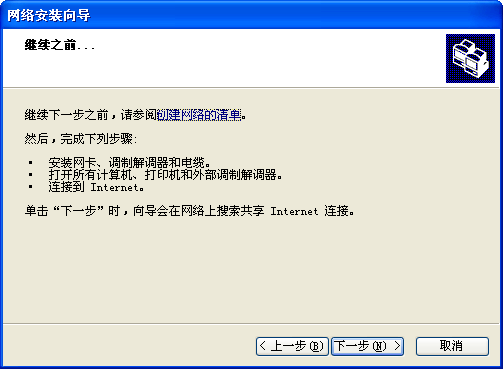 网络安装向导
继续之前...
继续下一步之前，请参阅创建网络的清单。
然后，完成下列步骤:
• 安装网卡、调制解调器和电缆。
• 打开所有计算机、打印机和外部调制解调器。
• 连接到 Internet。
单击“下一步”时，向导会在网络上搜索共享 Internet 连接。
< 上一步(B) 下一步(N) > 取消